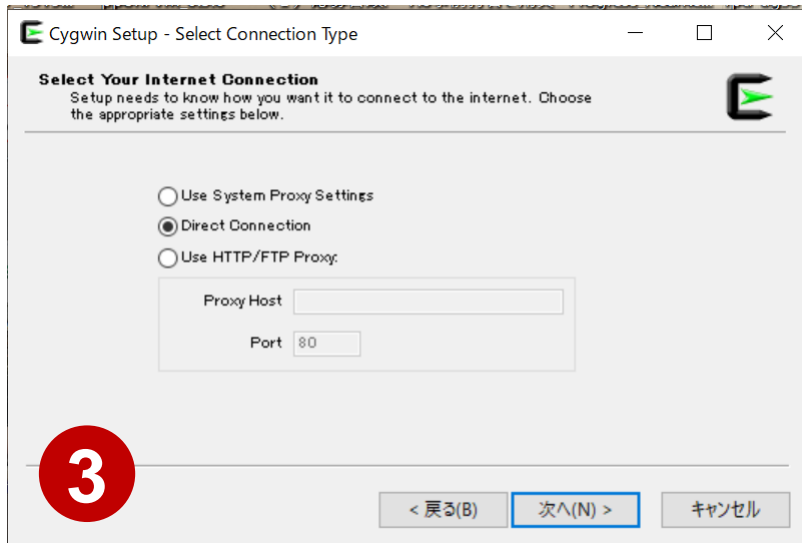 Cygwin Setup - Select Connection Type
Select Your Internet Connection
Setup needs to know how you want it to connect to the internet. Choose
the appropriate settings below.
Use System Proxy Settings
Direct Connection
Use HTTP/FTP Proxy:
Proxy Host
Port 80
3
< 戻る(B) 次へ(N) > キャンセル